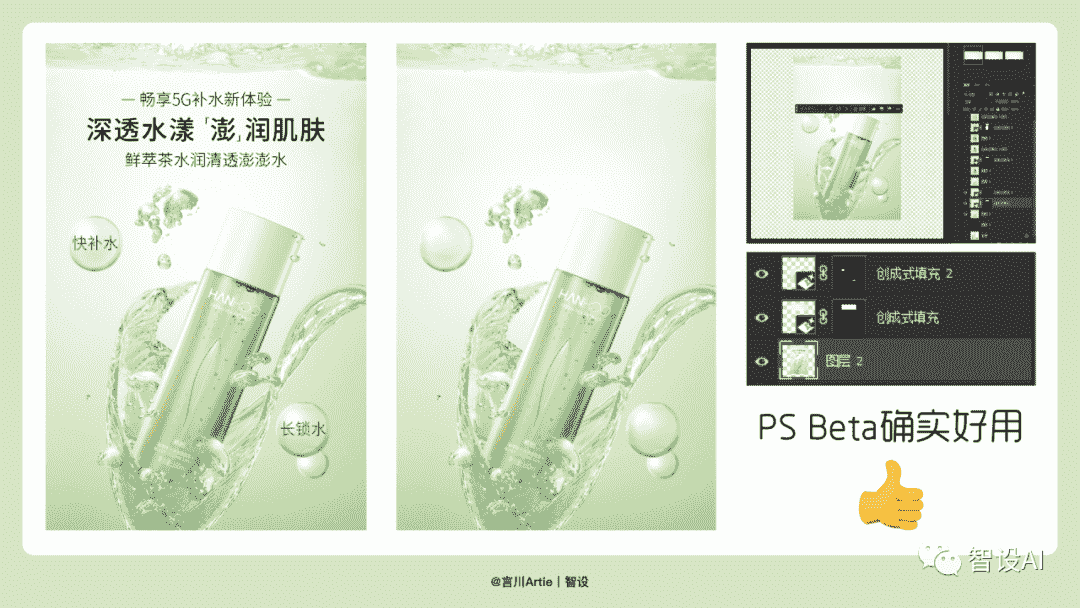 — 畅享5G补水新体验 —
深透水漾「澎」润肌肤
鲜萃茶水润清透澎澎水
快补水
长锁水
创成式填充 2
创成式填充
图层 2
PS Beta确实好用
智设AI
@言川Artie | 智设